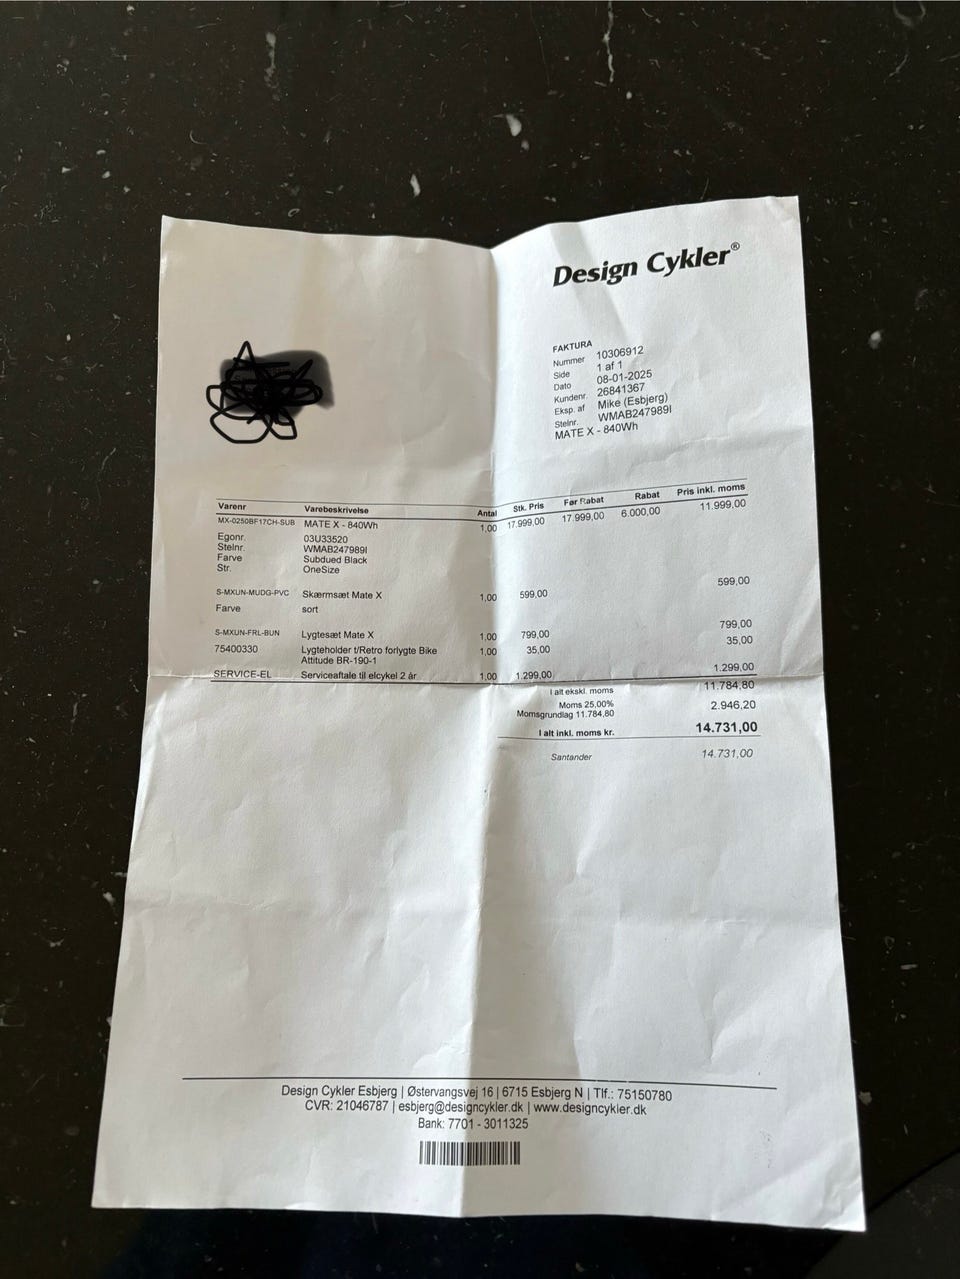 Design Cykler®
FAKTURA
Nummer 10306912
Side 1 af 1
Dato 08-01-2025
Kundenr. 26841367
Eksp. af Mike (Esbjerg)
Stelnr. WMAB247989I
MATE X - 840Wh
Varenr Varebeskrivelse Antal Stk. Pris Før Rabat Rabat Pris inkl. moms
MX-0250BF17CH-SUB MATE X - 840Wh 1,00 17.999,00 17.999,00 6.000,00 11.999,00
Egonr. 03U33520
Stelnr. WMAB247989I
Farve Subdued Black
Str. OneSize
S-MXUN-MUDG-PVC Skærmsæt Mate X 1,00 599,00 599,00
Farve sort
S-MXUN-FRL-BUN Lygtesæt Mate X 1,00 799,00 799,00
75400330 Lygteholder t/Retro forlygte Bike 1,00 35,00 35,00
Attitude BR-190-1
SERVICE-EL Serviceaftale til elcykel 2 år 1,00 1.299,00 1.299,00
I alt ekskl. moms 11.784,80
Moms 25,00% 2.946,20
Momsgrundlag 11.784,80
I alt inkl. moms kr. 14.731,00
Santander 14.731,00
Design Cykler Esbjerg | Østervangsvej 16 | 6715 Esbjerg N | Tlf.: 75150780
CVR: 21046787 | esbjerg@designcykler.dk | www.designcykler.dk
Bank: 7701 - 3011325